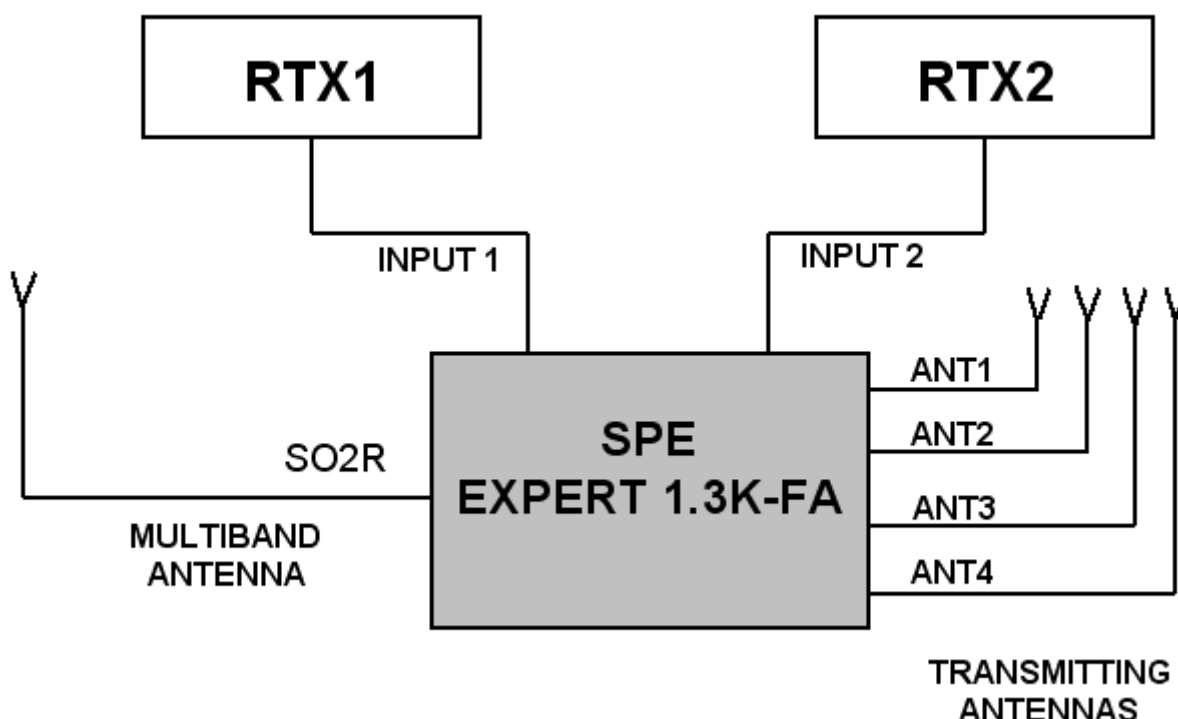 RTX1
RTX2
INPUT 1
INPUT 2
ANT1
SPE
ANT2
SO2R
EXPERT 1.3K-FA
ANT3
MULTIBAND
ANTENNA
ANT4
TRANSMITTING
ANTENNAS